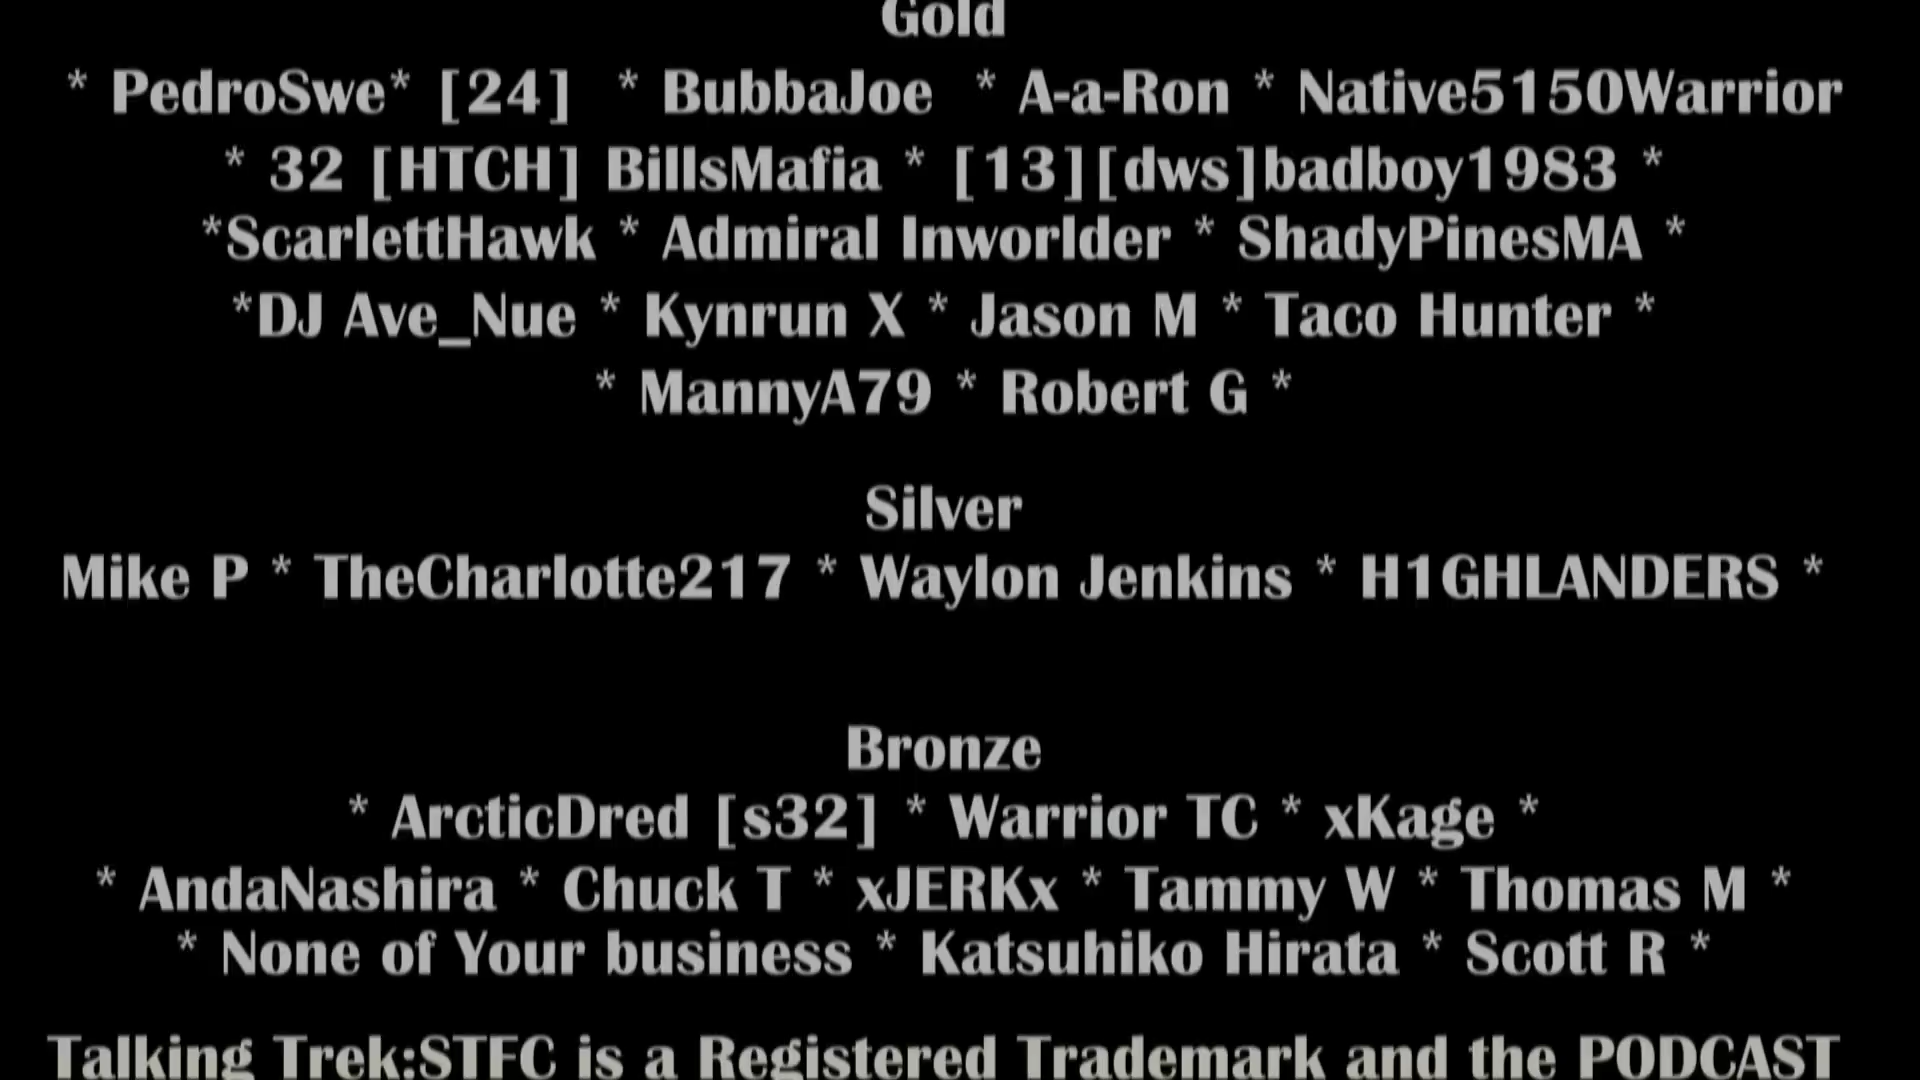 Gold
* PedroSwe* [24] * BubbaJoe * A-a-Ron * Native5150Warrior
* 32 [HTCH] BillsMafia * [13][dws]badboy1983 *
*ScarlettHawk * Admiral Inworlder * ShadyPinesMA *
*DJ Ave_Nue * Kynrun X * Jason M * Taco Hunter *
* MannyA79 * Robert G *
Silver
Mike P * TheCharlotte217 * Waylon Jenkins * H1GHLANDERS *
Bronze
* ArcticDred [s32] * Warrior TC * xKage *
* AndaNashira * Chuck T * xJERKx * Tammy W * Thomas M *
* None of Your business * Katsuhiko Hirata * Scott R *
Talking Trek:STFC is a Registered Trademark and the PODCAST